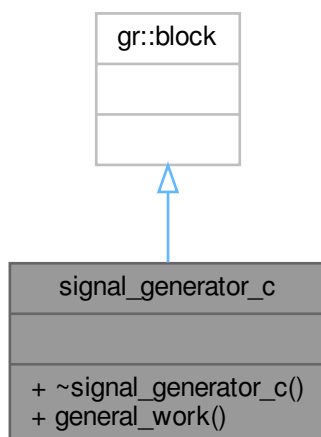 gr::block
signal_generator_c
+ ~signal_generator_c()
+ general_work()